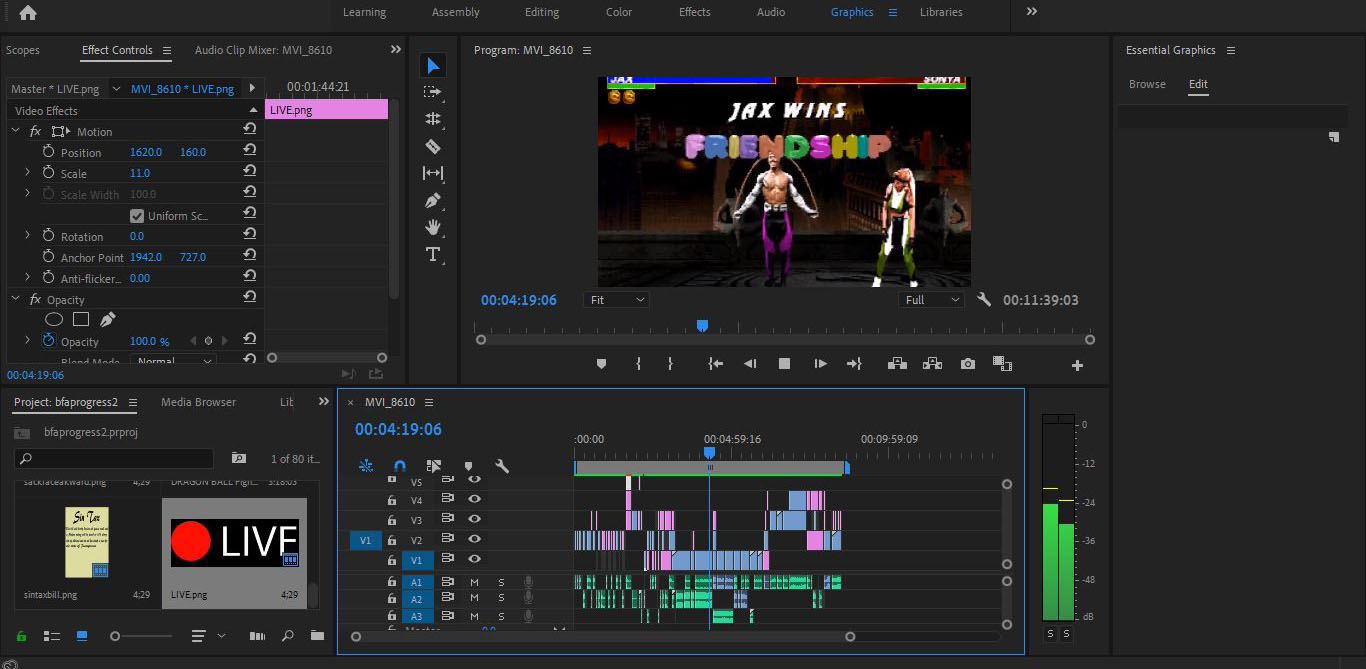 Learning Assembly Editing Color Effects Audio Graphics Libraries
Scopes Effect Controls Audio Clip Mixer: MVI_8610
Master * LIVE.png MVI_8610 * LIVE.png
00:01:44:21
Video Effects
LIVE.png
fx Motion
Position 1620.0 160.0
Scale 11.0
Scale Width 100.0
Uniform Sc...
Rotation 0.0
Anchor Point 1942.0 727.0
Anti-flicker... 0.00
fx Opacity
Opacity 100.0 %
Blend Mode Normal
00:04:19:06
Program: MVI_8610
JAX SONYA
JAX WINS
FRIENDSHIP
00:04:19:06 Fit Full 00:11:39:03
Essential Graphics
Browse Edit
Project: bfaprogress2 Media Browser Lit
bfaprogress2.prproj
1 of 80 it...
sackfaceakward.png 4;29 DRAGON BALL Figh... 3:18:03
Sin Tax
LIVE
sintaxbill.png 4;29 LIVE.png 4;29
× MVI_8610
00:04:19:06
:00:00 00:04:59:16 00:09:59:09
V5
V4
V3
V1 V2
V1
A1 M S
A2 M S
A3 M S
Master 0.0
0
-12
-24
-36
-48
dB
S S